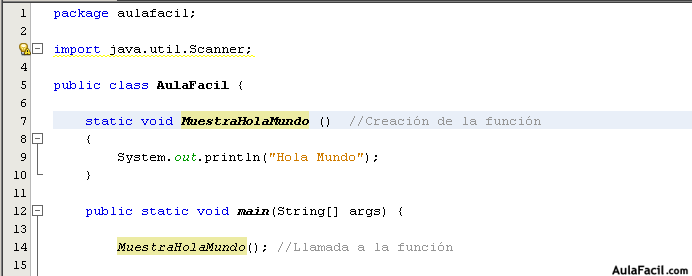 1 package aulafacil;
2
3 import java.util.Scanner;
4
5 public class AulaFacil {
6
7 static void MuestraHolaMundo () //Creación de la función
8 {
9 System.out.println("Hola Mundo");
10 }
11
12 public static void main(String[] args) {
13
14 MuestraHolaMundo(); //Llamada a la función
15
AulaFacil.com